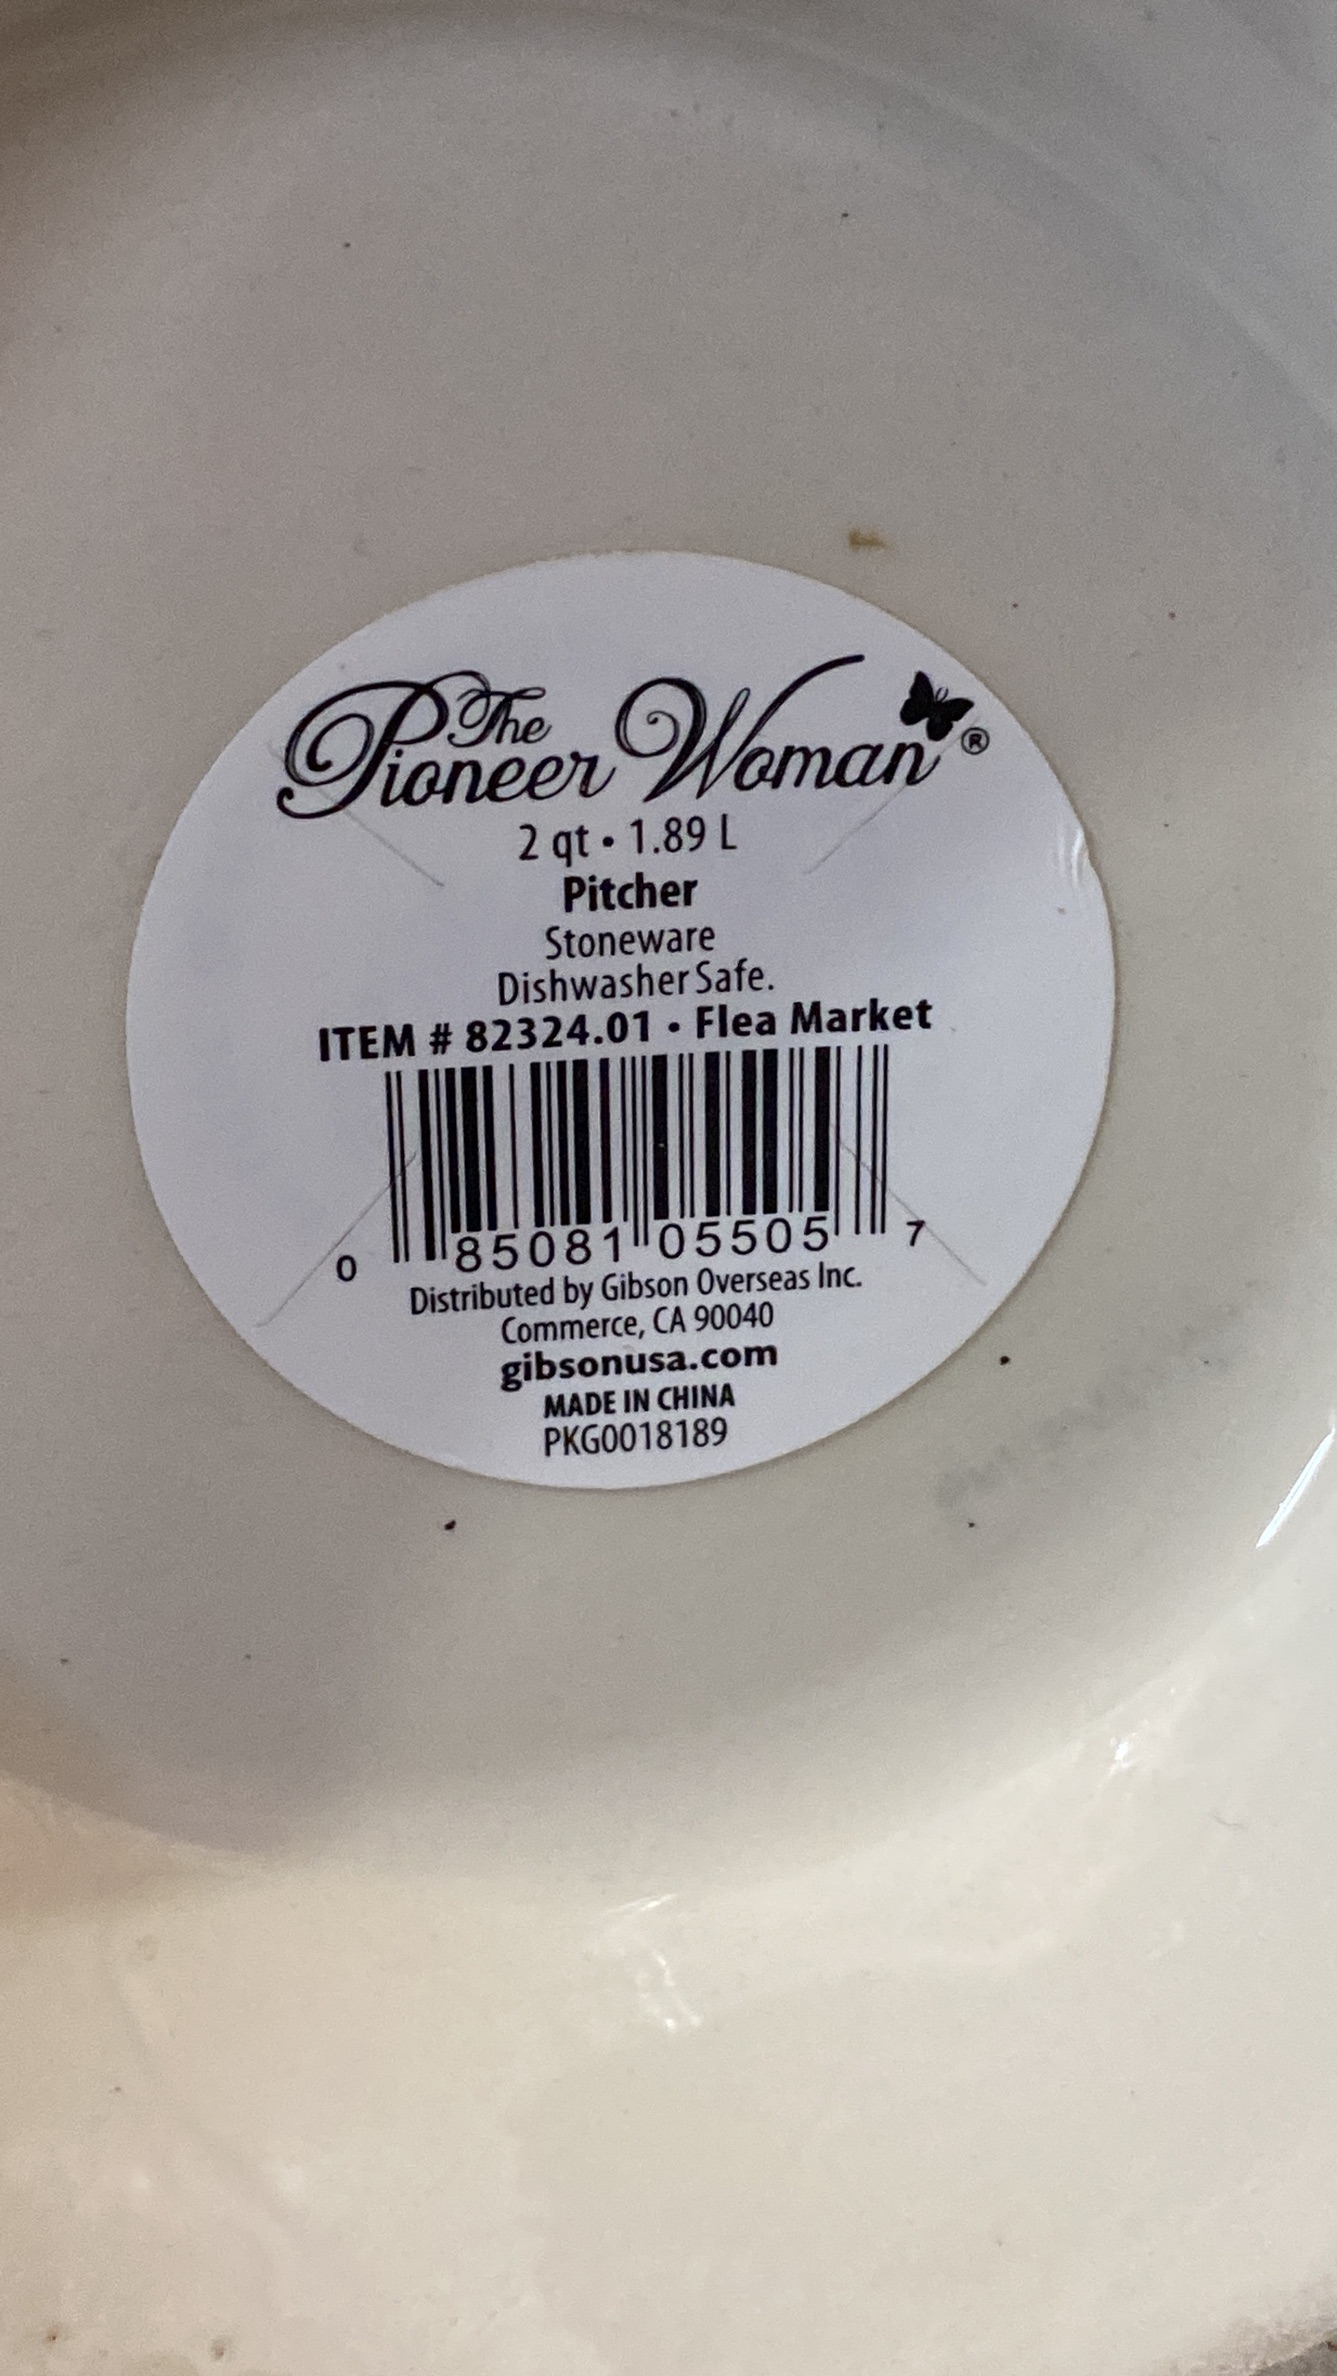 The
Pioneer Woman®
2 qt • 1.89 L
Pitcher
Stoneware
Dishwasher Safe.
ITEM # 82324.01 • Flea Market
0 85081 05505 7
Distributed by Gibson Overseas Inc.
Commerce, CA 90040
gibsonusa.com
MADE IN CHINA
PKG0018189